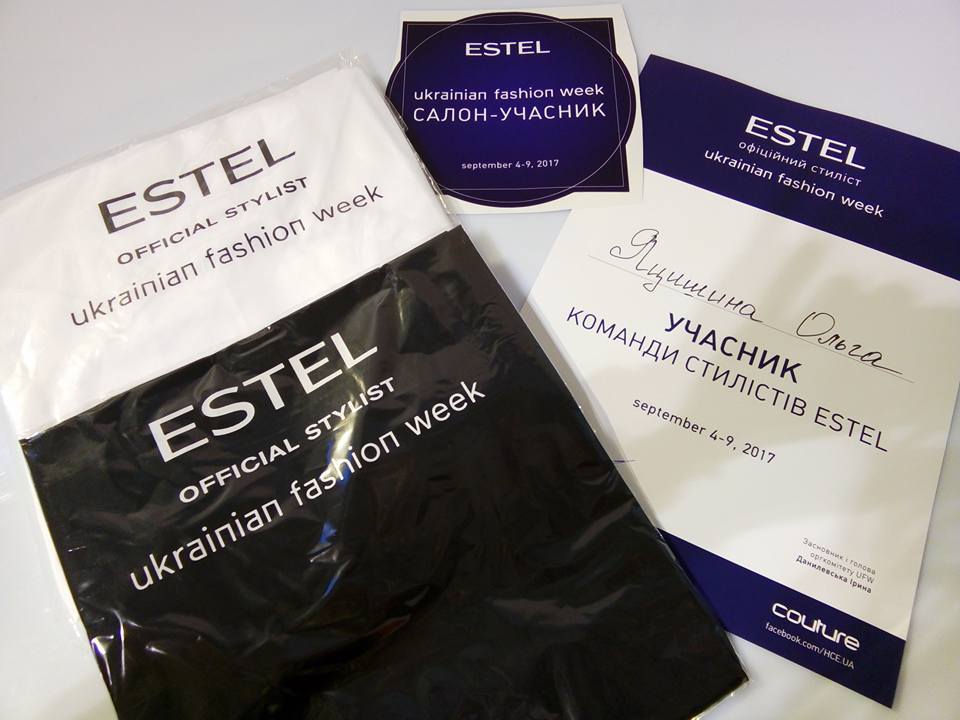 ESTEL
OFFICIAL STYLIST
ukrainian fashion week
ESTEL
OFFICIAL STYLIST
ukrainian fashion week
ESTEL
ukrainian fashion week
САЛОН-УЧАСНИК
september 4-9, 2017
ESTEL
офіційний стиліст
ukrainian fashion week
Яцишина Ольга
УЧАСНИК
КОМАНДИ СТИЛІСТІВ ESTEL
september 4-9, 2017
Засновник і голова
оргкомітету UFW
Данилевська Ірина
couture
facebook.com/HCE.UA